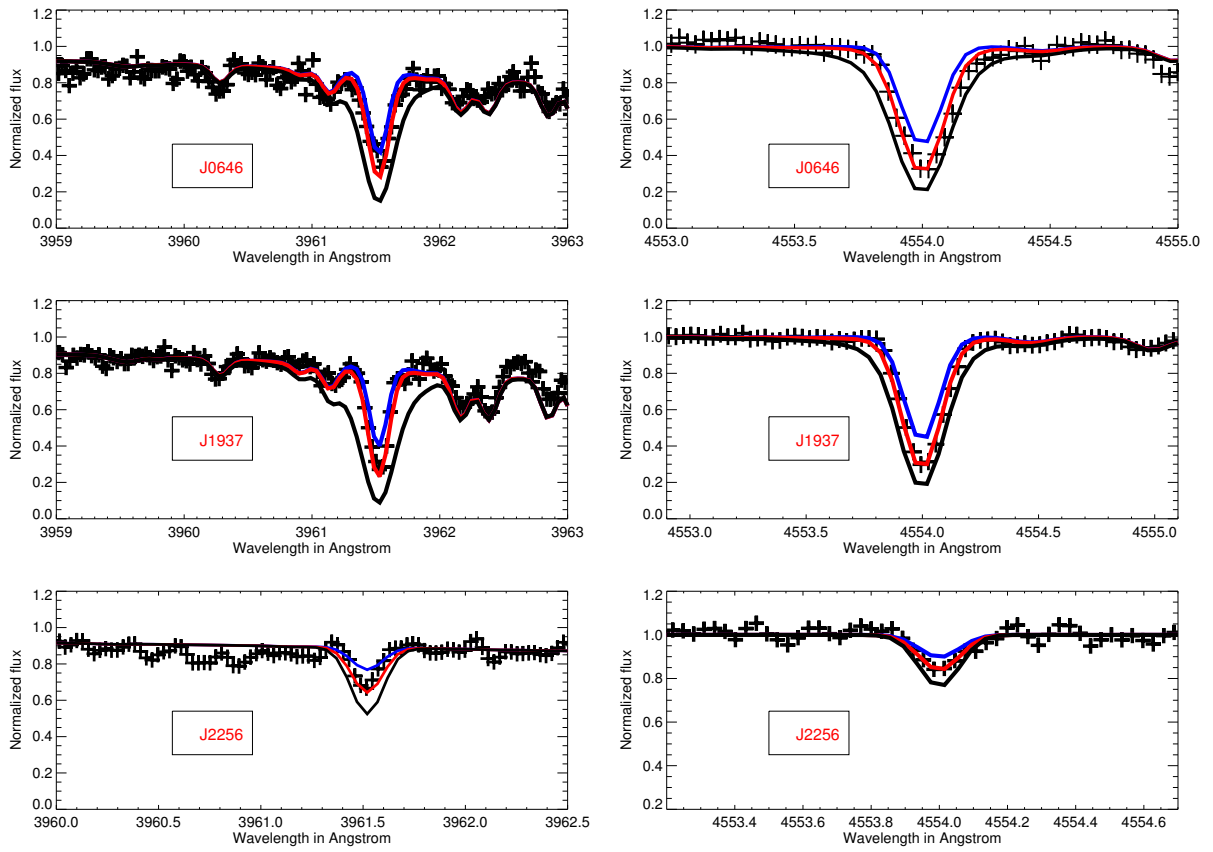 1.2
1.0
0.8
0.6
0.4
0.2
0.0
Normalized flux
J0646
3959 3960 3961 3962 3963
Wavelength in Angstrom
1.2
1.0
0.8
0.6
0.4
0.2
0.0
Normalized flux
J0646
4553.0 4553.5 4554.0 4554.5 4555.0
Wavelength in Angstrom
1.2
1.0
0.8
0.6
0.4
0.2
0.0
Normalized flux
J1937
3959 3960 3961 3962 3963
Wavelength in Angstrom
1.2
1.0
0.8
0.6
0.4
0.2
0.0
Normalized flux
J1937
4553.0 4553.5 4554.0 4554.5 4555.0
Wavelength in Angstrom
1.2
1.0
0.8
0.6
0.4
0.2
0.0
Normalized flux
J2256
3960.0 3960.5 3961.0 3961.5 3962.0 3962.5
Wavelength in Angstrom
1.2
1.0
0.8
0.6
0.4
0.2
Normalized flux
J2256
4553.4 4553.6 4553.8 4554.0 4554.2 4554.4 4554.6
Wavelength in Angstrom